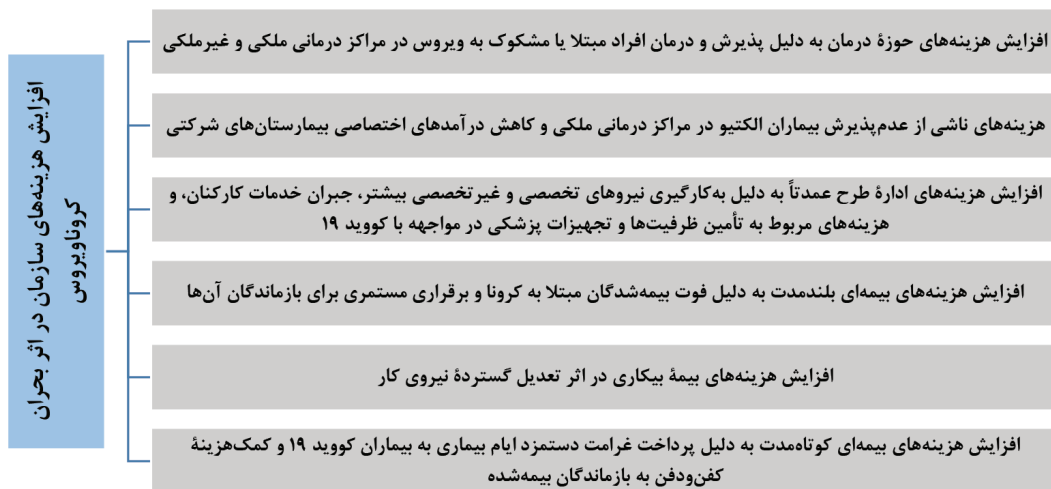 افزایش هزینه‌های سازمان در اثر بحران
کروناویروس
افزایش هزینه‌های حوزهٔ درمان به دلیل پذیرش و درمان افراد مبتلا یا مشکوک به ویروس در مراکز درمانی ملکی و غیرملکی
هزینه‌های ناشی از عدم‌پذیرش بیماران الکتیو در مراکز درمانی ملکی و کاهش درآمدهای اختصاصی بیمارستان‌های شرکتی
افزایش هزینه‌های ادارهٔ طرح عمدتاً به دلیل به‌کارگیری نیروهای تخصصی و غیرتخصصی بیشتر، جبران خدمات کارکنان، و
هزینه‌های مربوط به تأمین ظرفیت‌ها و تجهیزات پزشکی در مواجهه با کووید ۱۹
افزایش هزینه‌های بیمه‌ای بلندمدت به دلیل فوت بیمه‌شدگان مبتلا به کرونا و برقراری مستمری برای بازماندگان آن‌ها
افزایش هزینه‌های بیمهٔ بیکاری در اثر تعدیل گستردهٔ نیروی کار
افزایش هزینه‌های بیمه‌ای کوتاه‌مدت به دلیل پرداخت غرامت دستمزد ایام بیماری به بیماران کووید ۱۹ و کمک‌هزینهٔ
کفن‌ودفن به بازماندگان بیمه‌شده